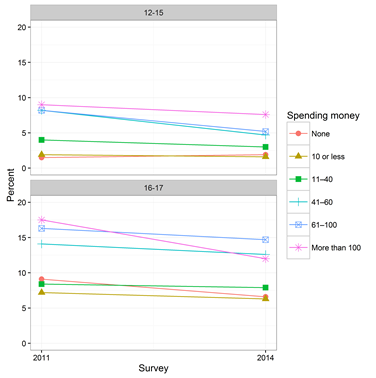 12-15
20
15
10
5
0
Percent
16-17
20
15
10
5
0
2011 2014
Survey
Spending money
None
10 or less
11–40
41–60
61–100
More than 100